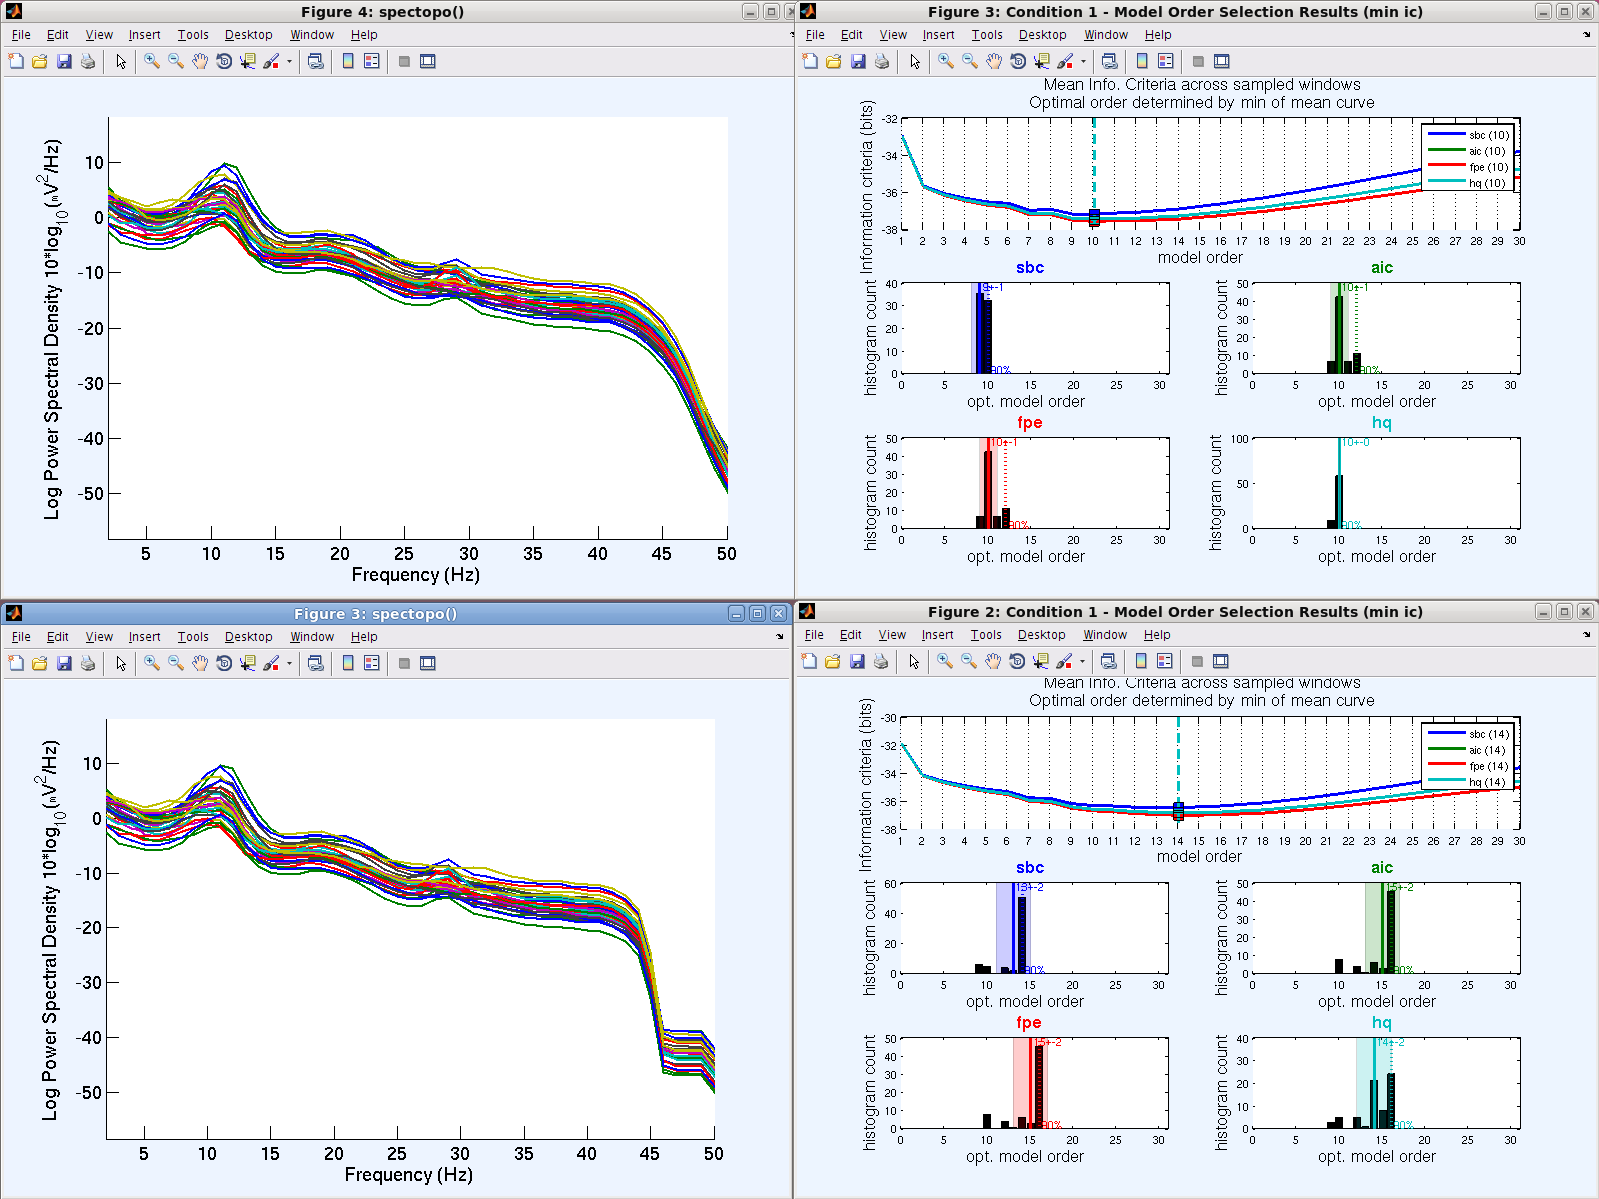 Figure 4: spectopo()
File Edit View Insert Tools Desktop Window Help
Log Power Spectral Density 10*log10(mV2/Hz)
10
0
-10
-20
-30
-40
-50
5 10 15 20 25 30 35 40 45 50
Frequency (Hz)
Figure 3: Condition 1 - Model Order Selection Results (min ic)
File Edit View Insert Tools Desktop Window Help
Mean Info. Criteria across sampled windows
Optimal order determined by min of mean curve
Information criteria (bits)
-32
-34
-36
-38
sbc (10)
aic (10)
fpe (10)
hq (10)
1 2 3 4 5 6 7 8 9 10 11 12 13 14 15 16 17 18 19 20 21 22 23 24 25 26 27 28 29 30
model order
sbc
histogram count
40
30
20
10
0
9+-1
90%
0 5 10 15 20 25 30
opt. model order
aic
histogram count
50
40
30
20
10
0
10+-1
90%
0 5 10 15 20 25 30
opt. model order
fpe
histogram count
50
40
30
20
10
0
10+-1
90%
0 5 10 15 20 25 30
opt. model order
hq
histogram count
100
50
0
10+-0
90%
0 5 10 15 20 25 30
opt. model order
Figure 3: spectopo()
File Edit View Insert Tools Desktop Window Help
Log Power Spectral Density 10*log10(mV2/Hz)
10
0
-10
-20
-30
-40
-50
5 10 15 20 25 30 35 40 45 50
Frequency (Hz)
Figure 2: Condition 1 - Model Order Selection Results (min ic)
File Edit View Insert Tools Desktop Window Help
Mean Info. Criteria across sampled windows
Optimal order determined by min of mean curve
Information criteria (bits)
-30
-32
-34
-36
-38
sbc (14)
aic (14)
fpe (14)
hq (14)
1 2 3 4 5 6 7 8 9 10 11 12 13 14 15 16 17 18 19 20 21 22 23 24 25 26 27 28 29 30
model order
sbc
histogram count
60
40
20
0
13+-2
90%
0 5 10 15 20 25 30
opt. model order
aic
histogram count
50
40
30
20
10
0
15+-2
90%
0 5 10 15 20 25 30
opt. model order
fpe
histogram count
50
40
30
20
10
0
15+-2
90%
0 5 10 15 20 25 30
opt. model order
hq
histogram count
40
30
20
10
0
14+-2
90%
0 5 10 15 20 25 30
opt. model order